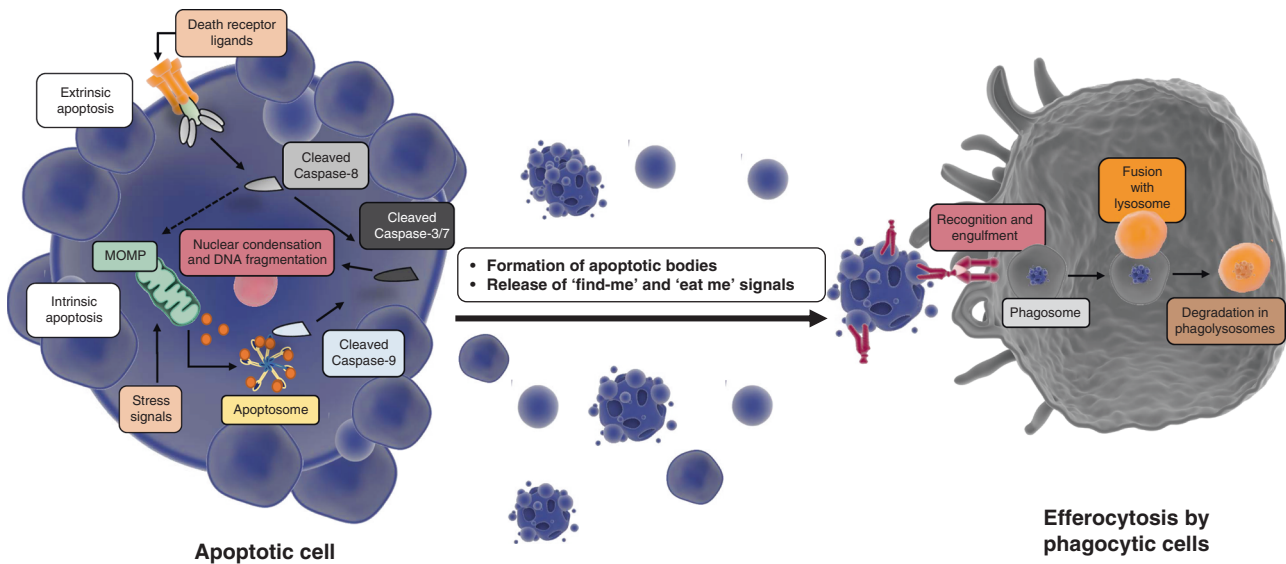 Death receptor
ligands
Extrinsic
apoptosis
Cleaved
Caspase-8
Cleaved
Caspase-3/7
MOMP
Nuclear condensation
and DNA fragmentation
Intrinsic
apoptosis
Cleaved
Caspase-9
Stress
signals
Apoptosome
Apoptotic cell
• Formation of apoptotic bodies
• Release of ‘find-me’ and ‘eat me’ signals
Recognition and
engulfment
Fusion
with
lysosome
Phagosome
Degradation in
phagolysosomes
Efferocytosis by
phagocytic cells